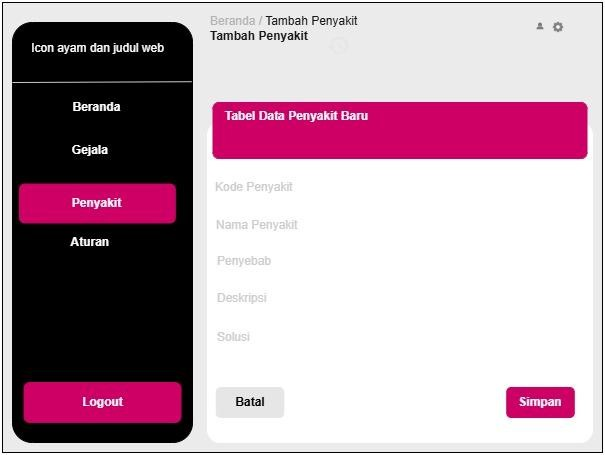 Icon ayam dan judul web
Beranda
Gejala
Penyakit
Aturan
Logout
Beranda / Tambah Penyakit
Tambah Penyakit
Tabel Data Penyakit Baru
Kode Penyakit
Nama Penyakit
Penyebab
Deskripsi
Solusi
Batal
Simpan